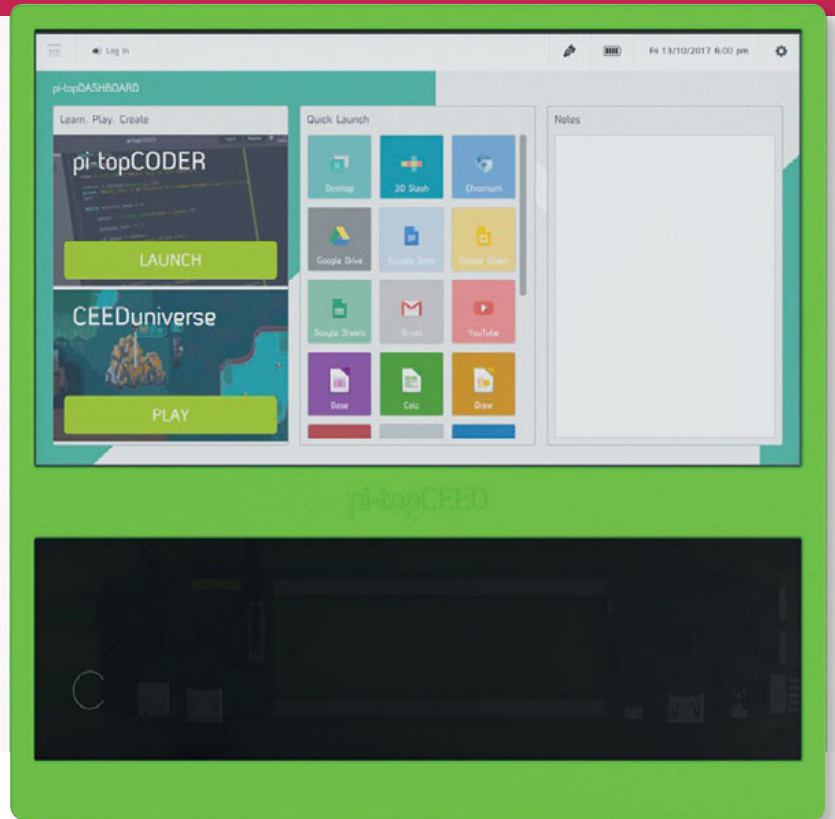 Log in
Fri 13/10/2017 6:00 pm
pi-topDASHBOARD
Learn. Play. Create
pi-topCODER
LAUNCH
CEEDuniverse
PLAY
Quick Launch
Desktop
3D Slash
Chromium
Google Drive
Google Docs
Google Slides
Google Sheets
Gmail
YouTube
Base
Calc
Draw
Notes
pi-topCEED